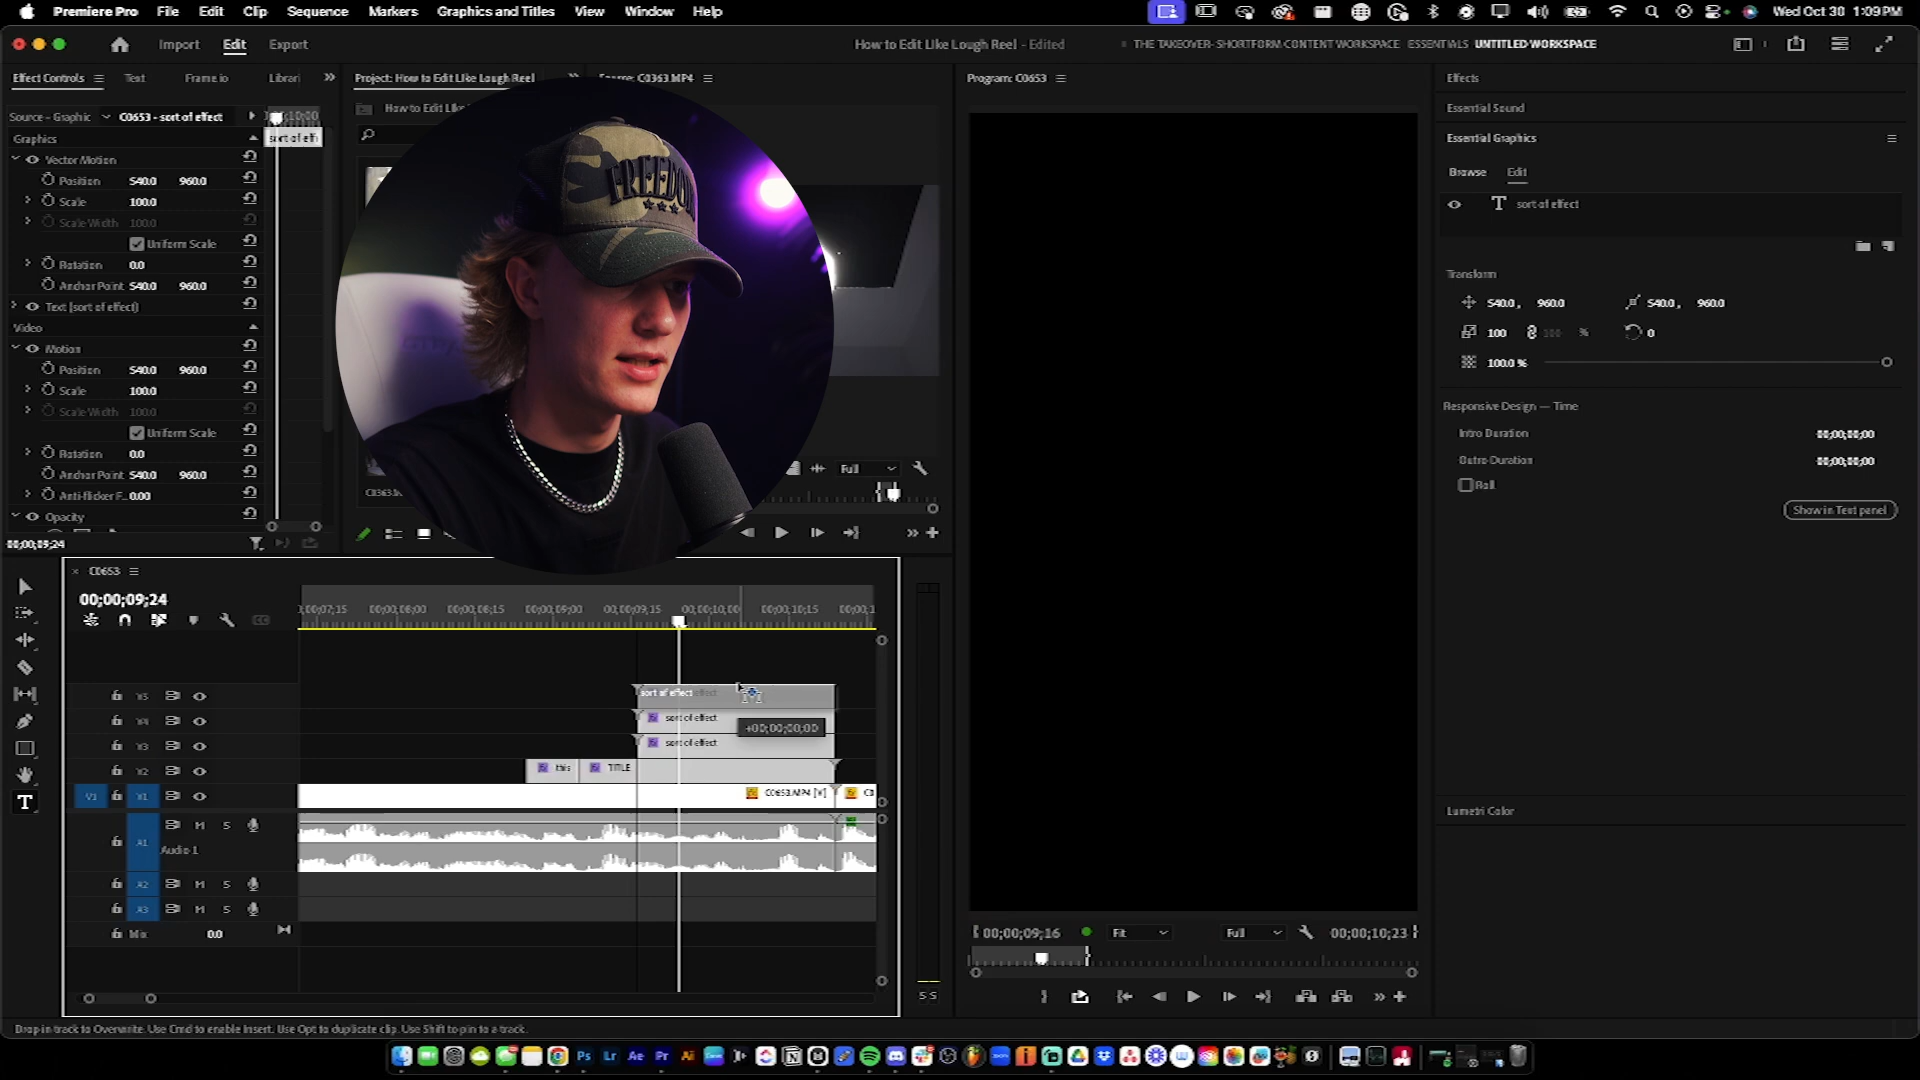 Premiere Pro File Edit Clip Sequence Markers Graphics and Titles View Window Help Wed Oct 30 1:09 PM
Import Edit Export How to Edit Like Lough Reel - Edited THE TAKEOVER- SHORTFORM CONTENT WORKSPACE ESSENTIALS UNTITLED WORKSPACE
Effect Controls Text Frame.io Librari Project: How to Edit Like Lough Reel Source: C0363.MP4 Program: C0653 Effects
How to Edit Like Essential Sound
Source - Graphic C0653 - sort of effect
Graphics sort of eff Essential Graphics
FREEDOM
Vector Motion
Position 540.0 960.0 Browse Edit
Scale 100.0 sort of effect
Scale Width 100.0
Uniform Scale
Rotation 0.0 Transform
Anchor Point 540.0 960.0 540.0 , 960.0 540.0 , 960.0
Text (sort of effect)
Video 100 100 % 0
Motion
Position 540.0 960.0 100.0 %
Scale 100.0
Scale Width 100.0 Responsive Design — Time
Uniform Scale Intro Duration 00;00;00;00
Rotation 0.0 Outro Duration 00;00;00;00
Anchor Point 540.0 960.0 Full
Anti-flicker F... 0.00 Roll
Opacity Show in Text panel
00;00;09;24
C0653
00;00;09;24 00;00;08;00 00;00;08;15 00;00;09;00 00;00;09;15 00;00;10;00 00;00;10;15
V5 sort of effect
V4 sort of effect
+00;00;00;00
V3 sort of effect
V2 this TITLE
V1 V1 C0653.MP4 [V]
Lumetri Color
M S
A1 Audio 1
A2 M S
A3 M S
Mix 0.0 00;00;09;16 Fit Full 00;00;10;23
S S
Drop in track to Overwrite. Use Cmd to enable Insert. Use Opt to duplicate clip. Use Shift to pin to a track.
Ps Lr Ae Pr Ai